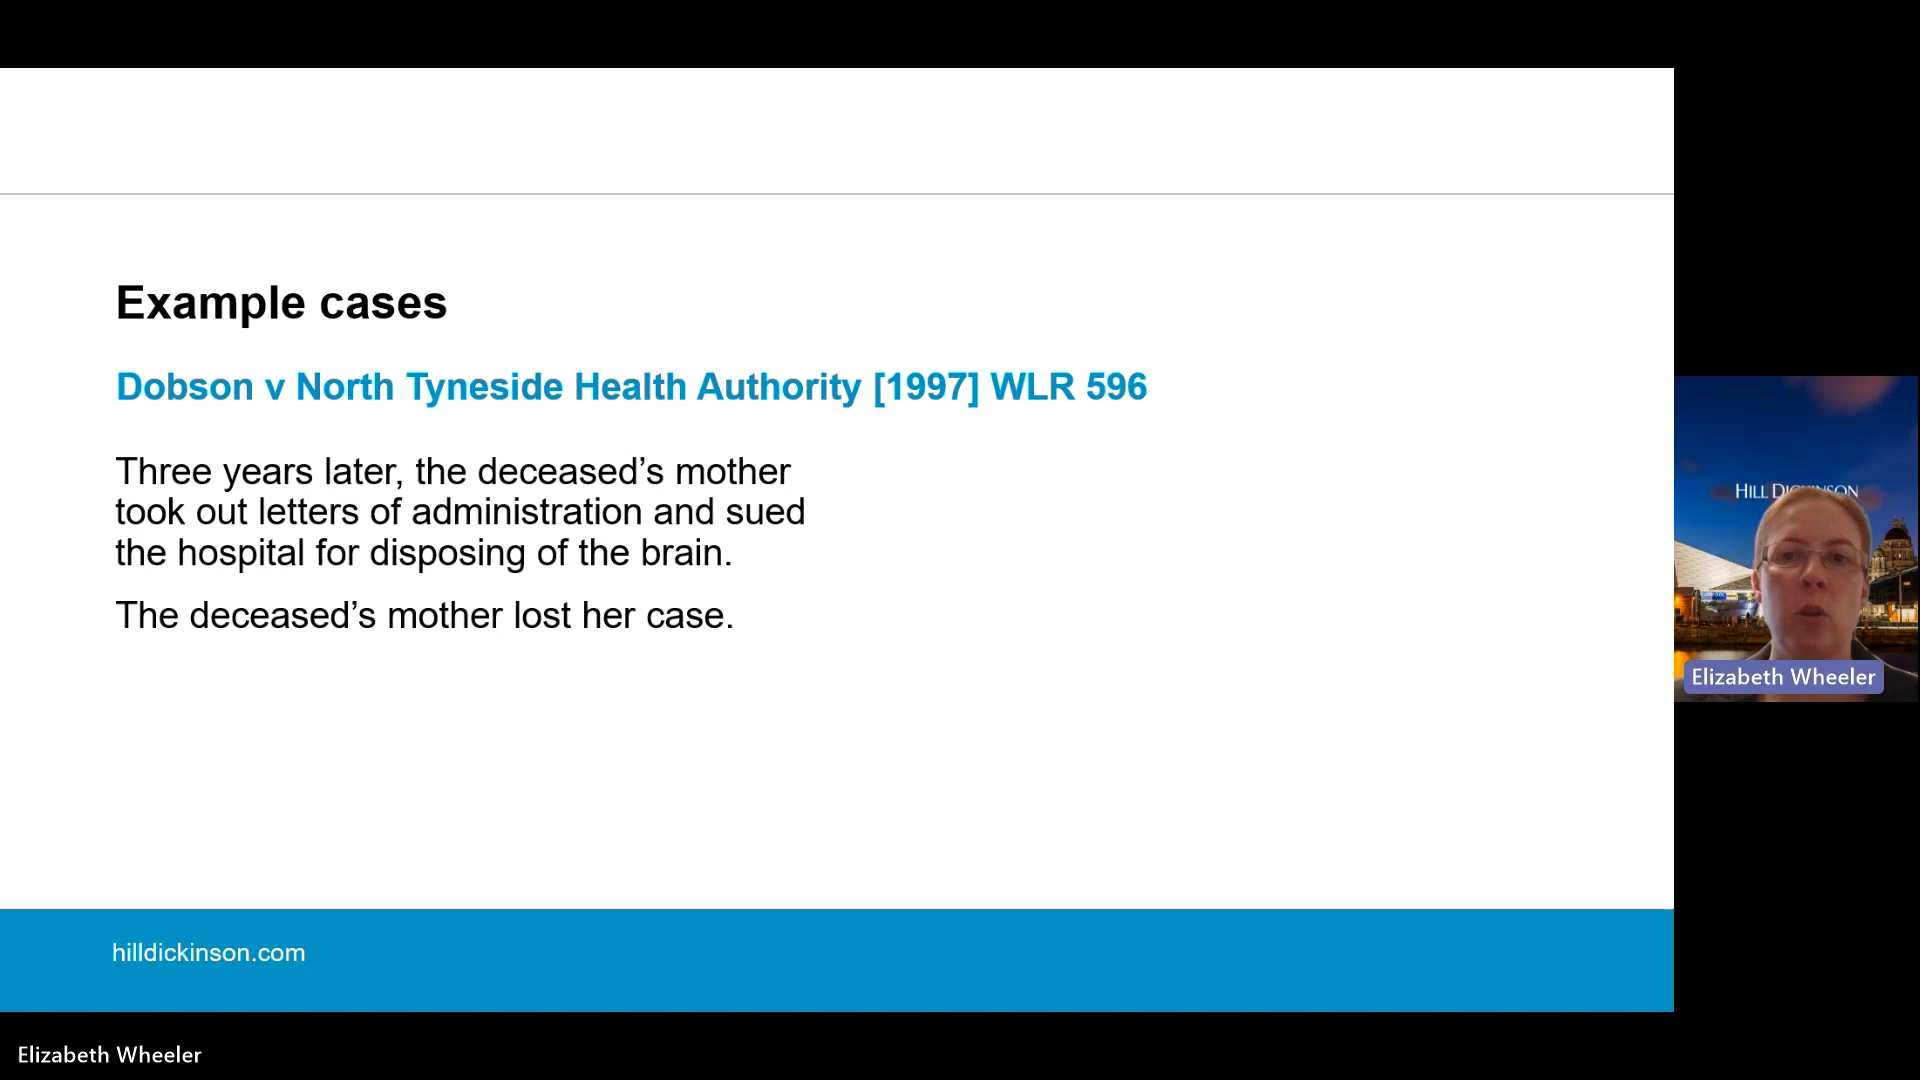 Example cases
Dobson v North Tyneside Health Authority [1997] WLR 596
Three years later, the deceased’s mother
took out letters of administration and sued
the hospital for disposing of the brain.
The deceased’s mother lost her case.
HILL DICKINSON
Elizabeth Wheeler
hilldickinson.com
Elizabeth Wheeler